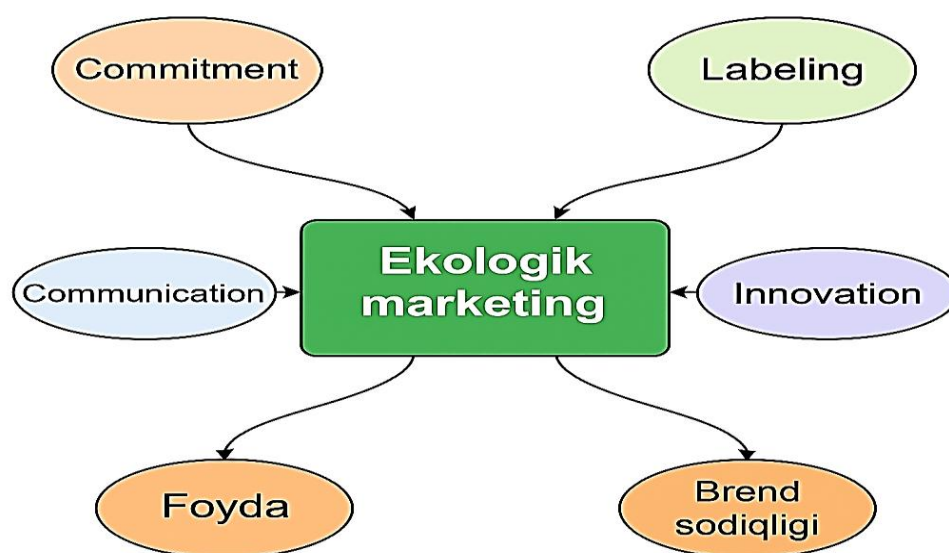 Commitment
Labeling
Communication
Ekologik
marketing
Innovation
Foyda
Brend
sodiqligi